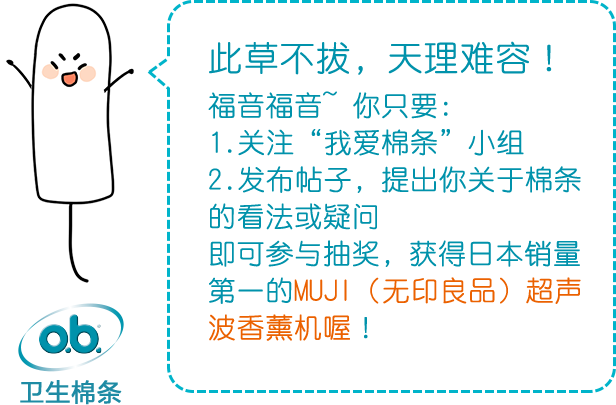 此草不拔，天理难容！
福音福音~ 你只要：
1.关注“我爱棉条”小组
2.发布帖子，提出你关于棉条
的看法或疑问
即可参与抽奖，获得日本销量
第一的MUJI（无印良品）超声
波香薰机喔！
o.b.
卫生棉条